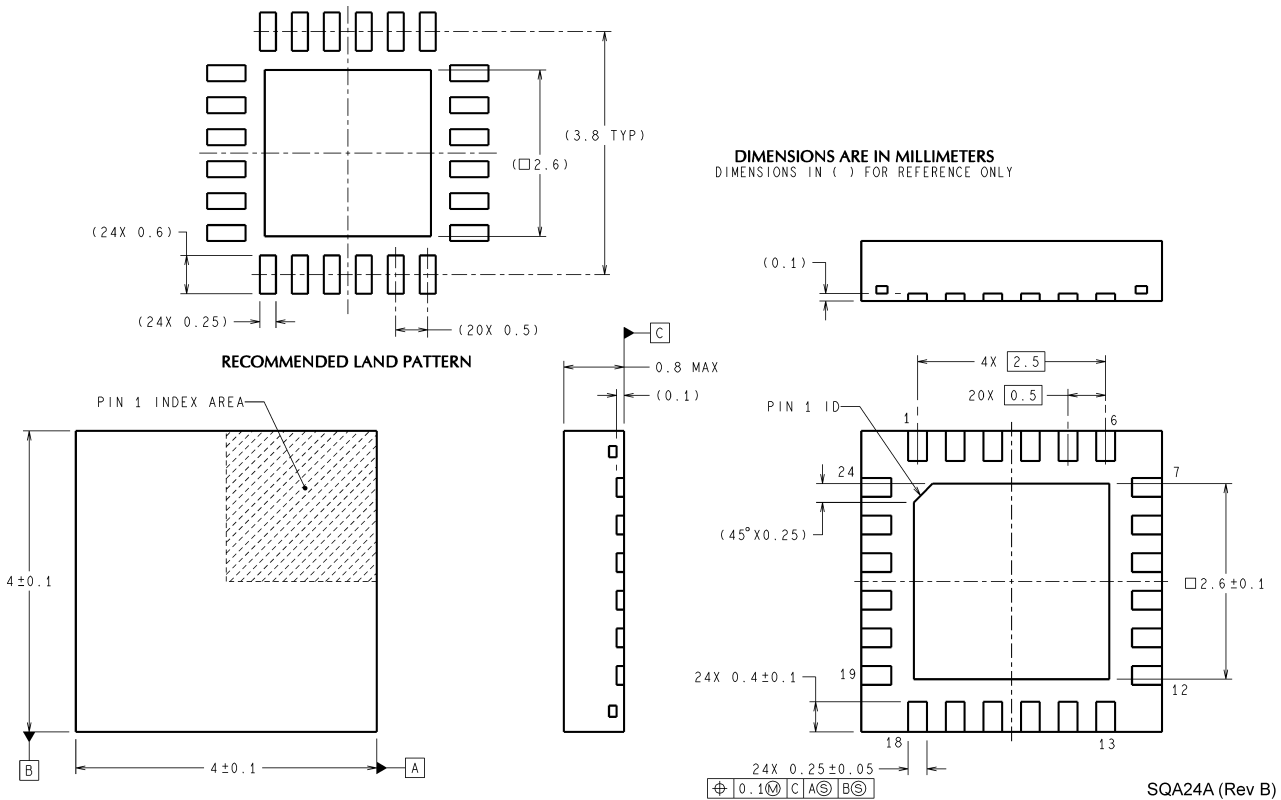 (3.8 TYP)
(□2.6)
(24X 0.6)
(24X 0.25)
(20X 0.5)
RECOMMENDED LAND PATTERN
DIMENSIONS ARE IN MILLIMETERS
DIMENSIONS IN ( ) FOR REFERENCE ONLY
(0.1)
C
0.8 MAX
(0.1)
PIN 1 INDEX AREA
4±0.1
B
4±0.1
A
4X 2.5
20X 0.5
PIN 1 ID
1
6
24
7
(45°X0.25)
□2.6±0.1
24X 0.4±0.1
19
12
18
13
24X 0.25±0.05
⌖ 0.1Ⓜ C AⓈ BⓈ
SQA24A (Rev B)